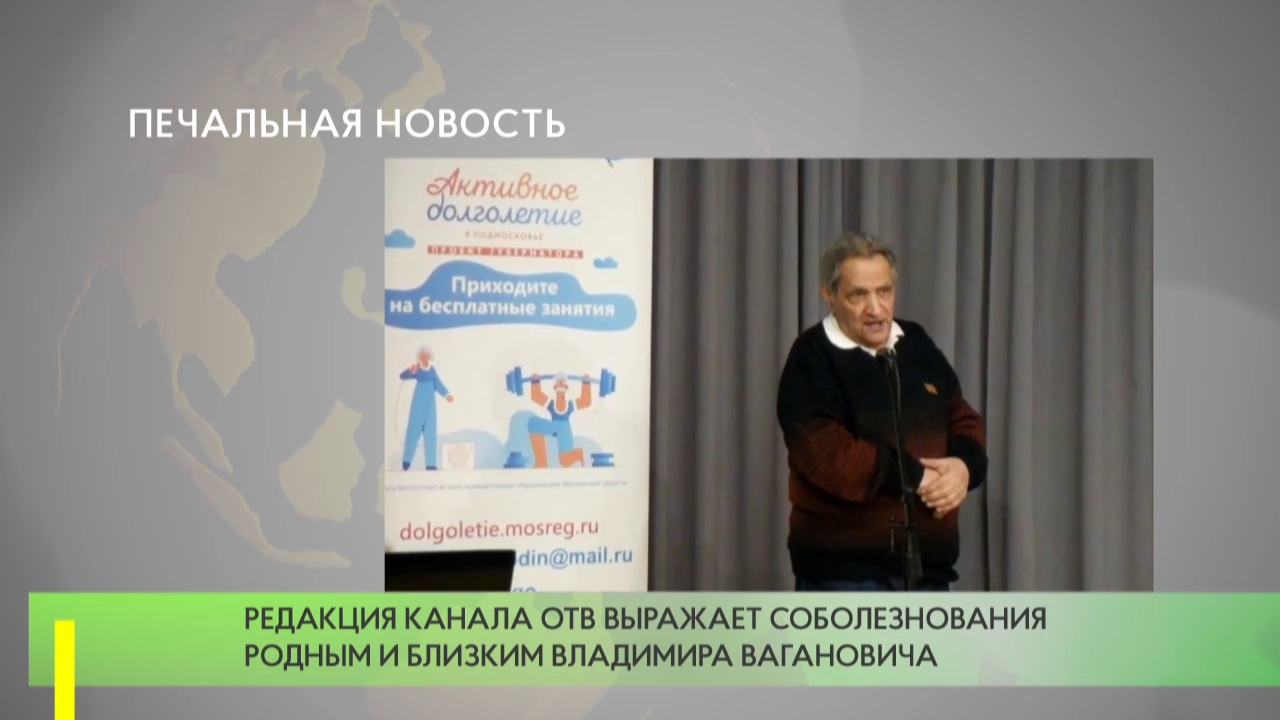 ПЕЧАЛЬНАЯ НОВОСТЬ
Активное
долголетие
В ПОДМОСКОВЬЕ
ПРОЕКТ ГУБЕРНАТОРА
Приходите
на бесплатные занятия
dolgoletie.mosreg.ru
din@mail.ru
РЕДАКЦИЯ КАНАЛА ОТВ ВЫРАЖАЕТ СОБОЛЕЗНОВАНИЯ
РОДНЫМ И БЛИЗКИМ ВЛАДИМИРА ВАГАНОВИЧА